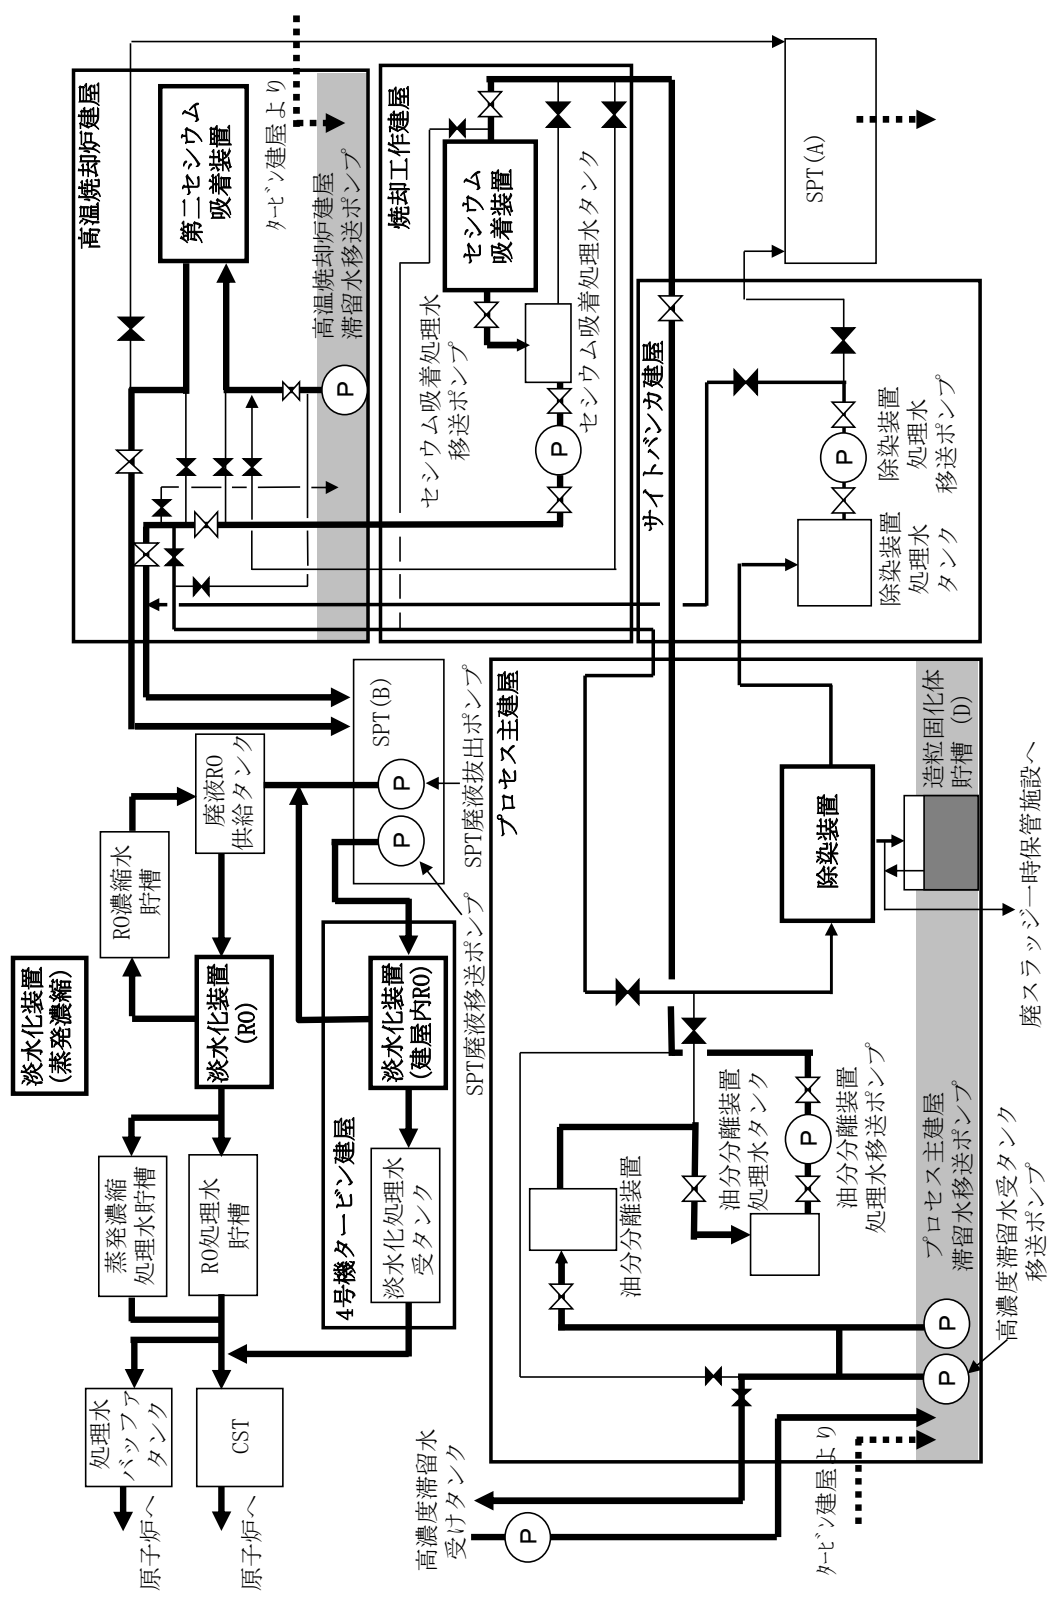 高温焼却炉建屋
第二セシウム
吸着装置
ﾀｰﾋﾞﾝ建屋より
高温焼却炉建屋
滞留水移送ポンプ
P
焼却工作建屋
セシウム
吸着装置
セシウム吸着処理水
移送ポンプ
セシウム吸着処理水タンク
P
SPT(A)
サイトバンカ建屋
除染装置
処理水
移送ポンプ
P
除染装置
処理水
タンク
SPT(B)
P
P
SPT廃液抜出ポンプ
SPT廃液移送ポンプ
廃液RO
供給タンク
RO濃縮水
貯槽
淡水化装置
(蒸発濃縮)
淡水化装置
(RO)
淡水化装置
(建屋内RO)
4号機タービン建屋
淡水化処理水
受タンク
蒸発濃縮
処理水貯槽
RO処理水
貯槽
処理水
バッファ
タンク
CST
原子炉へ
原子炉へ
プロセス主建屋
除染装置
造粒固化体
貯槽 (D)
廃スラッジ一時保管施設へ
油分分離装置
油分分離装置
処理水タンク
油分分離装置
処理水移送ポンプ
P
プロセス主建屋
滞留水移送ポンプ
P
P
高濃度滞留水受タンク
移送ポンプ
ﾀｰﾋﾞﾝ建屋より
高濃度滞留水
受けタンク
P